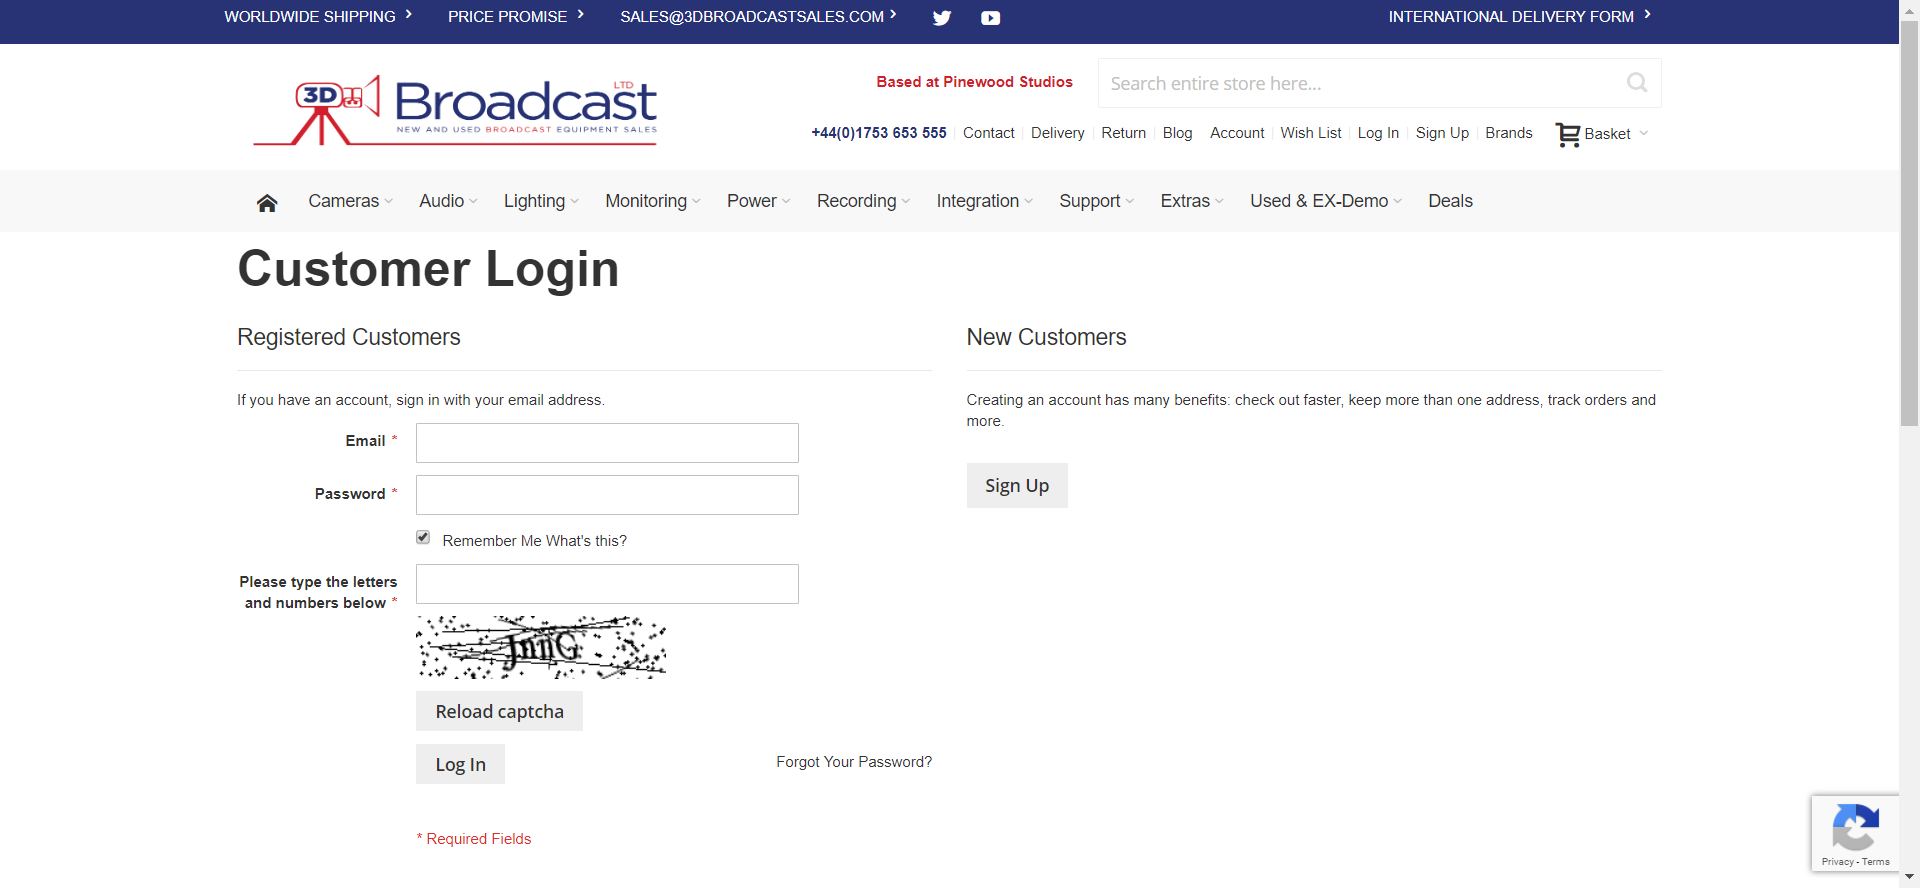 WORLDWIDE SHIPPING PRICE PROMISE SALES@3DBROADCASTSALES.COM INTERNATIONAL DELIVERY FORM
3D Broadcast LTD
NEW AND USED BROADCAST EQUIPMENT SALES
Based at Pinewood Studios
Search entire store here...
+44(0)1753 653 555 Contact Delivery Return Blog Account Wish List Log In Sign Up Brands Basket
Cameras Audio Lighting Monitoring Power Recording Integration Support Extras Used & EX-Demo Deals
Customer Login
Registered Customers
If you have an account, sign in with your email address.
Email *
Password *
Remember Me What's this?
Please type the letters
and numbers below *
Reload captcha
Log In
Forgot Your Password?
* Required Fields
New Customers
Creating an account has many benefits: check out faster, keep more than one address, track orders and
more.
Sign Up
Privacy - Terms